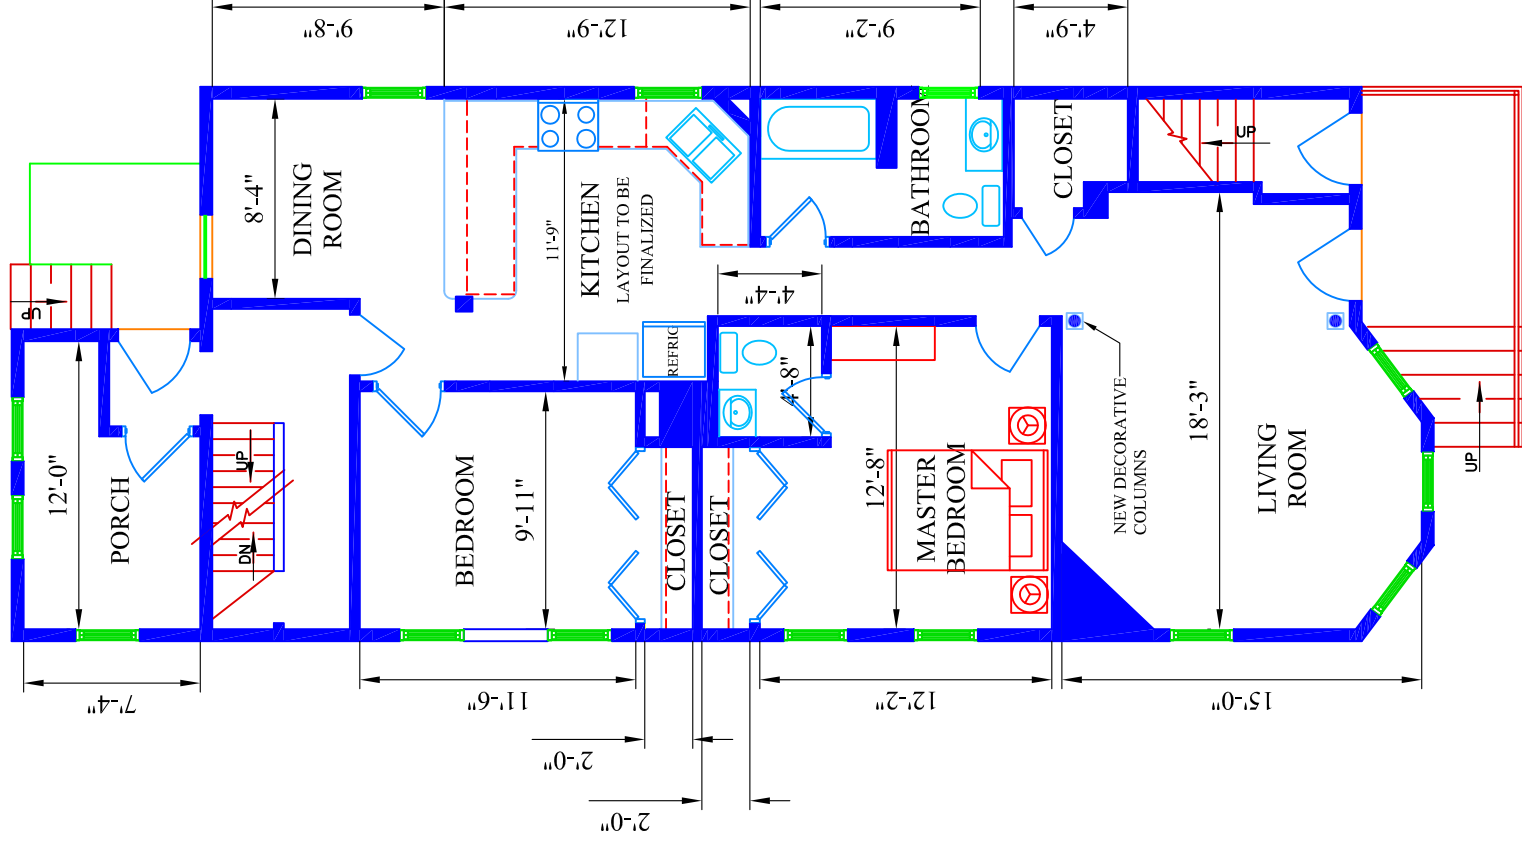 9'-8"
12'-9"
9'-2"
4'-9"
8'-4"
DINING
ROOM
11'-9"
KITCHEN
LAYOUT TO BE
FINALIZED
BATHROOM
CLOSET
UP
UP
4'-4"
REFRIG
4'-8"
12'-0"
PORCH
UP
DN
BEDROOM
9'-11"
CLOSET
CLOSET
12'-8"
MASTER
BEDROOM
NEW DECORATIVE
COLUMNS
18'-3"
LIVING
ROOM
UP
7'-4"
11'-6"
12'-2"
15'-0"
2'-0"
2'-0"